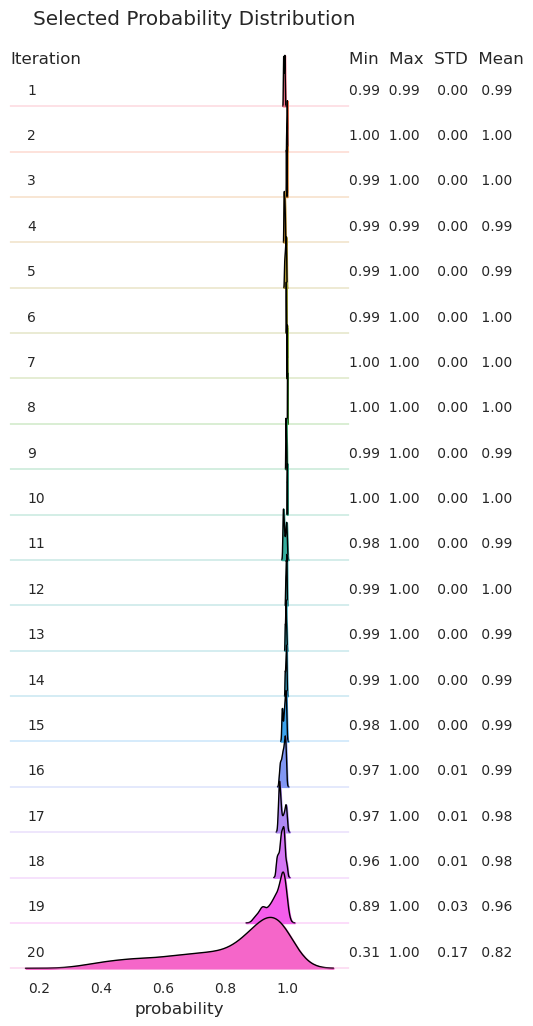 Selected Probability Distribution
Iteration Min Max STD Mean
1 0.99 0.99 0.00 0.99
2 1.00 1.00 0.00 1.00
3 0.99 1.00 0.00 1.00
4 0.99 0.99 0.00 0.99
5 0.99 1.00 0.00 0.99
6 0.99 1.00 0.00 1.00
7 1.00 1.00 0.00 1.00
8 1.00 1.00 0.00 1.00
9 0.99 1.00 0.00 0.99
10 1.00 1.00 0.00 1.00
11 0.98 1.00 0.00 0.99
12 0.99 1.00 0.00 1.00
13 0.99 1.00 0.00 0.99
14 0.99 1.00 0.00 0.99
15 0.98 1.00 0.00 0.99
16 0.97 1.00 0.01 0.99
17 0.97 1.00 0.01 0.98
18 0.96 1.00 0.01 0.98
19 0.89 1.00 0.03 0.96
20 0.31 1.00 0.17 0.82
0.2 0.4 0.6 0.8 1.0
probability